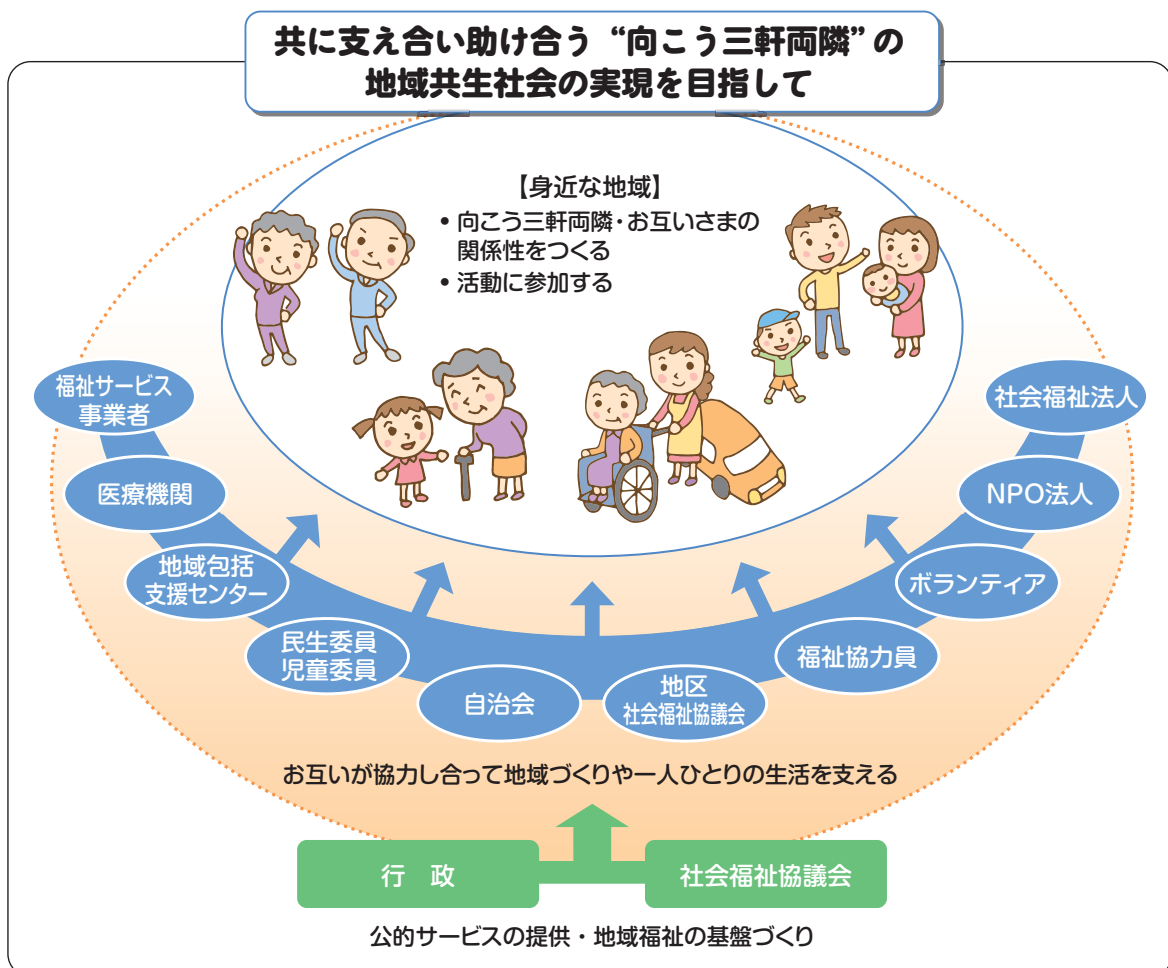 共に支え合い助け合う“向こう三軒両隣”の
地域共生社会の実現を目指して
【身近な地域】
• 向こう三軒両隣・お互いさまの
関係性をつくる
• 活動に参加する
福祉サービス
事業者
医療機関
地域包括
支援センター
民生委員
児童委員
自治会
地区
社会福祉協議会
福祉協力員
ボランティア
NPO法人
社会福祉法人
お互いが協力し合って地域づくりや一人ひとりの生活を支える
行 政
社会福祉協議会
公的サービスの提供・地域福祉の基盤づくり